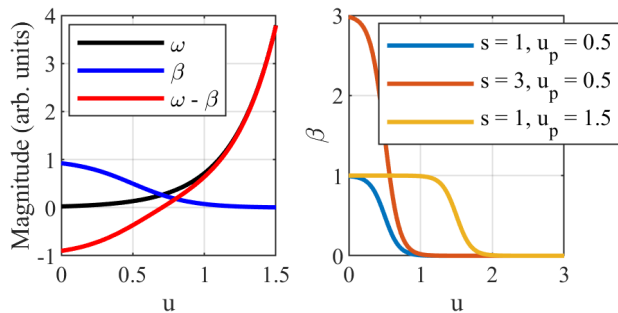 Magnitude (arb. units)
4
3
2
1
0
-1
0
0.5
1
1.5
u
ω
β
ω - β
β
3
2
1
0
0
1
2
3
u
s = 1, u_p = 0.5
s = 3, u_p = 0.5
s = 1, u_p = 1.5